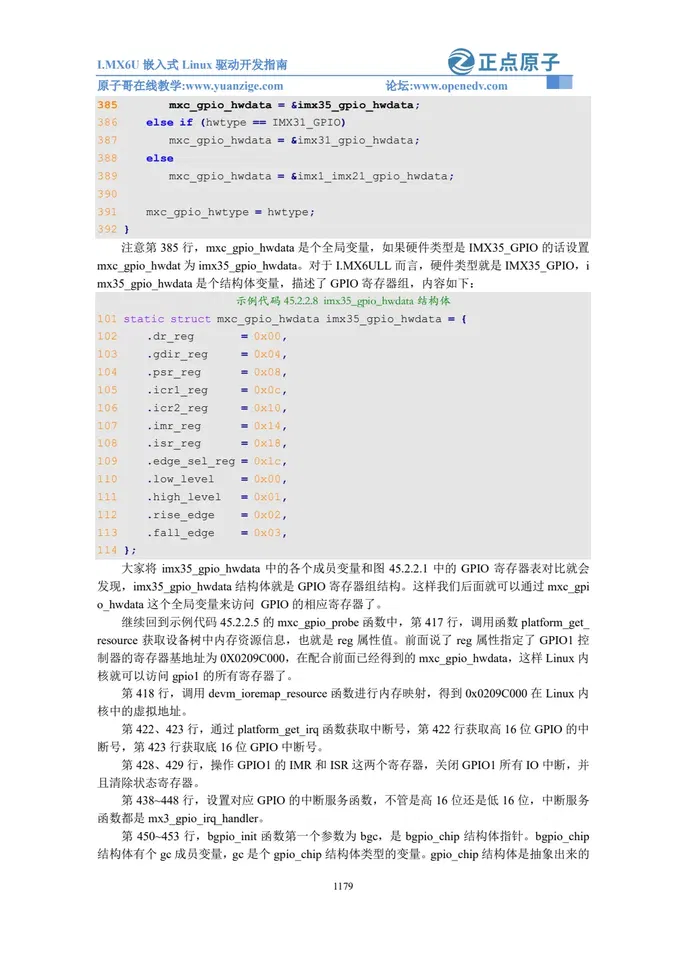 I.MX6U 嵌入式 Linux 驱动开发指南
正点原子
原子哥在线教学:www.yuanzige.com 论坛:www.openedv.com
385 mxc_gpio_hwdata = &imx35_gpio_hwdata;
386 else if (hwtype == IMX31_GPIO)
387 mxc_gpio_hwdata = &imx31_gpio_hwdata;
388 else
389 mxc_gpio_hwdata = &imx1_imx21_gpio_hwdata;
390
391 mxc_gpio_hwtype = hwtype;
392 }
注意第 385 行，mxc_gpio_hwdata 是个全局变量，如果硬件类型是 IMX35_GPIO 的话设置
mxc_gpio_hwdat 为 imx35_gpio_hwdata。对于 I.MX6ULL 而言，硬件类型就是 IMX35_GPIO，i
mx35_gpio_hwdata 是个结构体变量，描述了 GPIO 寄存器组，内容如下：
示例代码 45.2.2.8 imx35_gpio_hwdata 结构体
101 static struct mxc_gpio_hwdata imx35_gpio_hwdata = {
102 .dr_reg = 0x00,
103 .gdir_reg = 0x04,
104 .psr_reg = 0x08,
105 .icr1_reg = 0x0c,
106 .icr2_reg = 0x10,
107 .imr_reg = 0x14,
108 .isr_reg = 0x18,
109 .edge_sel_reg = 0x1c,
110 .low_level = 0x00,
111 .high_level = 0x01,
112 .rise_edge = 0x02,
113 .fall_edge = 0x03,
114 };
大家将 imx35_gpio_hwdata 中的各个成员变量和图 45.2.2.1 中的 GPIO 寄存器表对比就会
发现，imx35_gpio_hwdata 结构体就是 GPIO 寄存器组结构。这样我们后面就可以通过 mxc_gpi
o_hwdata 这个全局变量来访问 GPIO 的相应寄存器了。
继续回到示例代码 45.2.2.5 的 mxc_gpio_probe 函数中，第 417 行，调用函数 platform_get_
resource 获取设备树中内存资源信息，也就是 reg 属性值。前面说了 reg 属性指定了 GPIO1 控
制器的寄存器基地址为 0X0209C000，在配合前面已经得到的 mxc_gpio_hwdata，这样 Linux 内
核就可以访问 gpio1 的所有寄存器了。
第 418 行，调用 devm_ioremap_resource 函数进行内存映射，得到 0x0209C000 在 Linux 内
核中的虚拟地址。
第 422、423 行，通过 platform_get_irq 函数获取中断号，第 422 行获取高 16 位 GPIO 的中
断号，第 423 行获取底 16 位 GPIO 中断号。
第 428、429 行，操作 GPIO1 的 IMR 和 ISR 这两个寄存器，关闭 GPIO1 所有 IO 中断，并
且清除状态寄存器。
第 438~448 行，设置对应 GPIO 的中断服务函数，不管是高 16 位还是低 16 位，中断服务
函数都是 mx3_gpio_irq_handler。
第 450~453 行，bgpio_init 函数第一个参数为 bgc，是 bgpio_chip 结构体指针。bgpio_chip
结构体有个 gc 成员变量，gc 是个 gpio_chip 结构体类型的变量。gpio_chip 结构体是抽象出来的
1179